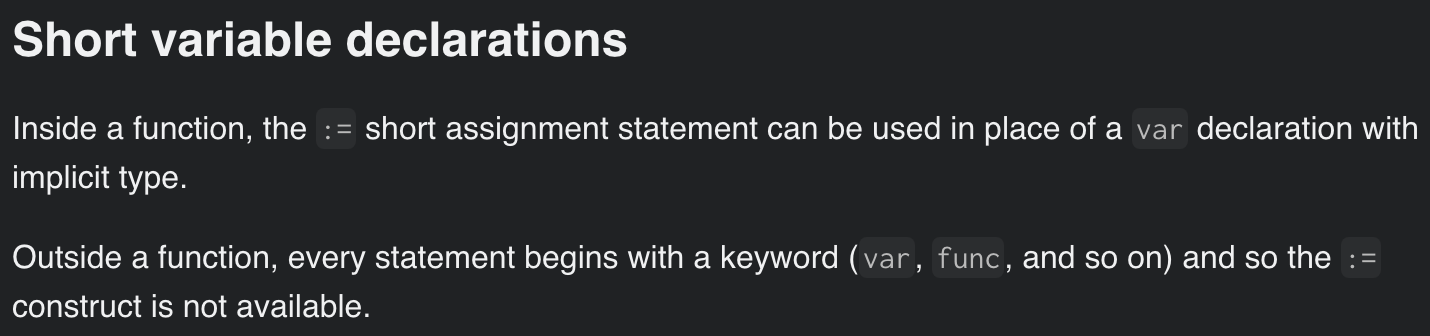 Short variable declarations
Inside a function, the := short assignment statement can be used in place of a var declaration with
implicit type.
Outside a function, every statement begins with a keyword (var, func, and so on) and so the :=
construct is not available.